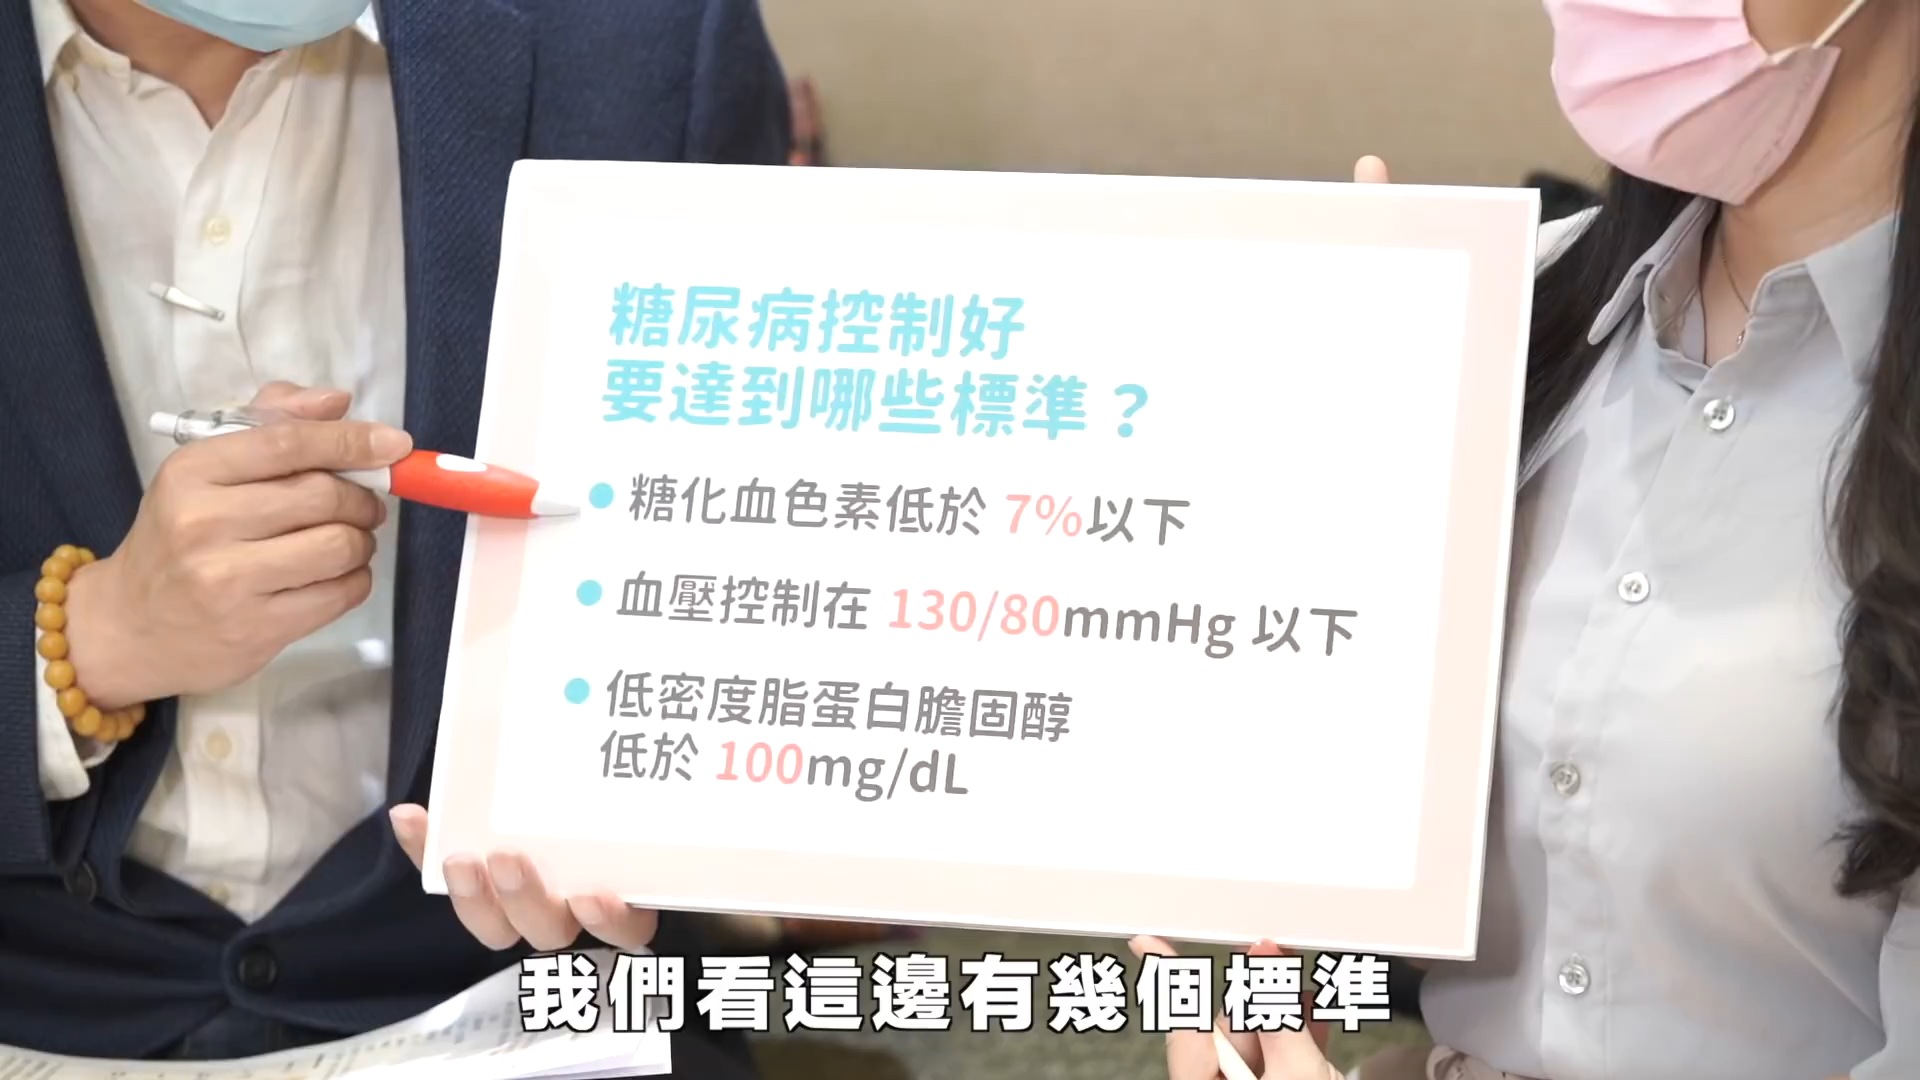 糖尿病控制好
要達到哪些標準？
糖化血色素低於 7%以下
血壓控制在 130/80mmHg 以下
低密度脂蛋白膽固醇
低於 100mg/dL
我們看這邊有幾個標準